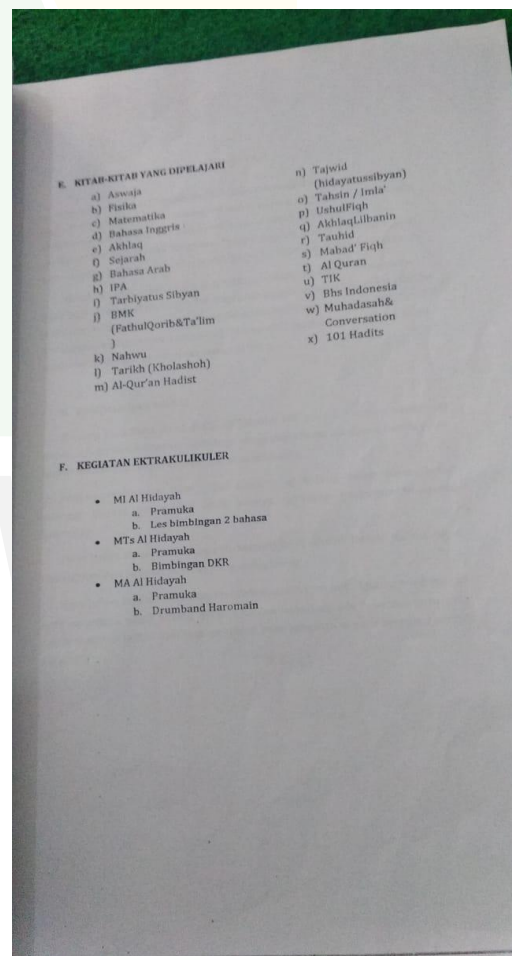 E. KITAB-KITAB YANG DIPELAJARI
a) Aswaja
b) Fisika
c) Matematika
d) Bahasa Inggris
e) Akhlaq
f) Sejarah
g) Bahasa Arab
h) IPA
i) Tarbiyatus Sibyan
j) BMK
(FathulQorib&Ta'lim
)
k) Nahwu
l) Tarikh (Kholashoh)
m) Al-Qur'an Hadist
n) Tajwid
(hidayatussibyan)
o) Tahsin / Imla'
p) UshulFiqh
q) AkhlaqLilbanin
r) Tauhid
s) Mabad' Fiqh
t) Al Quran
u) TIK
v) Bhs Indonesia
w) Muhadasah&
Conversation
x) 101 Hadits
F. KEGIATAN EKTRAKULIKULER
• MI Al Hidayah
a. Pramuka
b. Les bimbingan 2 bahasa
• MTs Al Hidayah
a. Pramuka
b. Bimbingan DKR
• MA Al Hidayah
a. Pramuka
b. Drumband Haromain